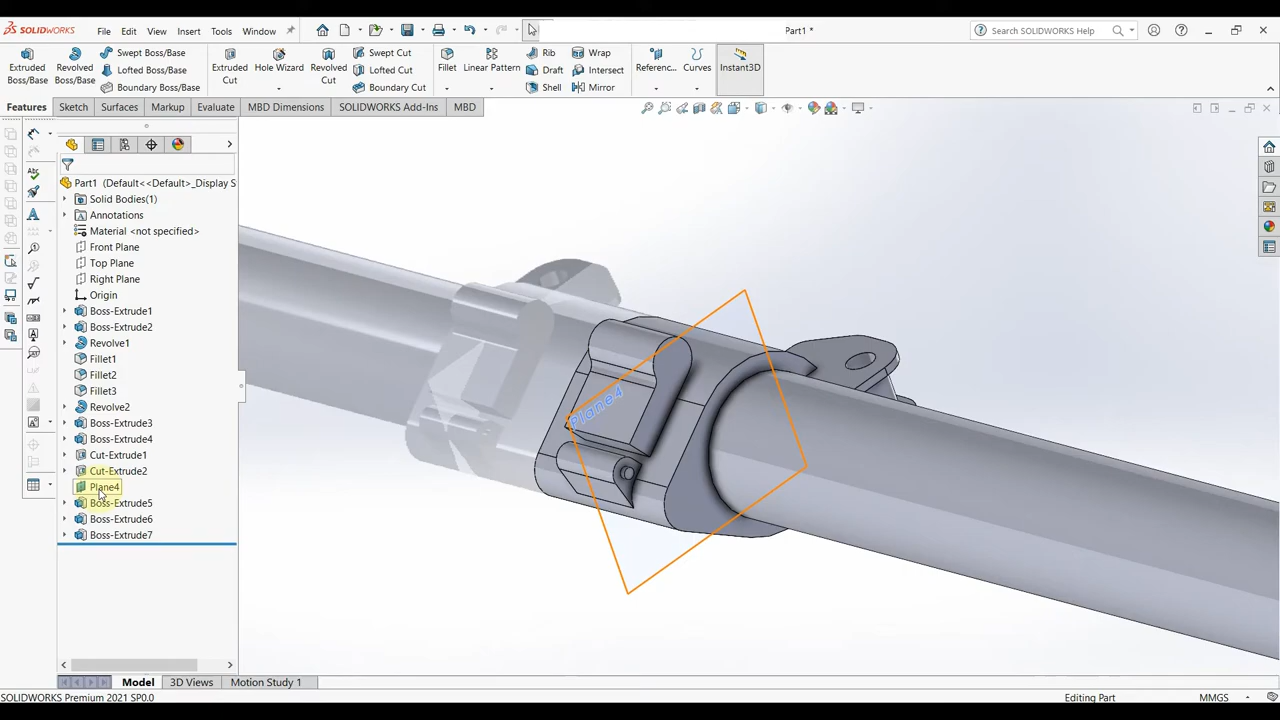 SOLIDWORKS File Edit View Insert Tools Window Part1 * Search SOLIDWORKS Help
Extruded Boss/Base
Revolved Boss/Base
Swept Boss/Base
Lofted Boss/Base
Boundary Boss/Base
Extruded Cut
Hole Wizard
Revolved Cut
Swept Cut
Lofted Cut
Boundary Cut
Fillet
Linear Pattern
Rib
Draft
Shell
Wrap
Intersect
Mirror
Referenc...
Curves
Instant3D
Features Sketch Surfaces Markup Evaluate MBD Dimensions SOLIDWORKS Add-Ins MBD
Part1 (Default<<Default>_Display S
Solid Bodies(1)
Annotations
Material <not specified>
Front Plane
Top Plane
Right Plane
Origin
Boss-Extrude1
Boss-Extrude2
Revolve1
Fillet1
Fillet2
Fillet3
Revolve2
Boss-Extrude3
Boss-Extrude4
Cut-Extrude1
Cut-Extrude2
Plane4
Boss-Extrude5
Boss-Extrude6
Boss-Extrude7
Plane4
Model 3D Views Motion Study 1
SOLIDWORKS Premium 2021 SP0.0 Editing Part MMGS